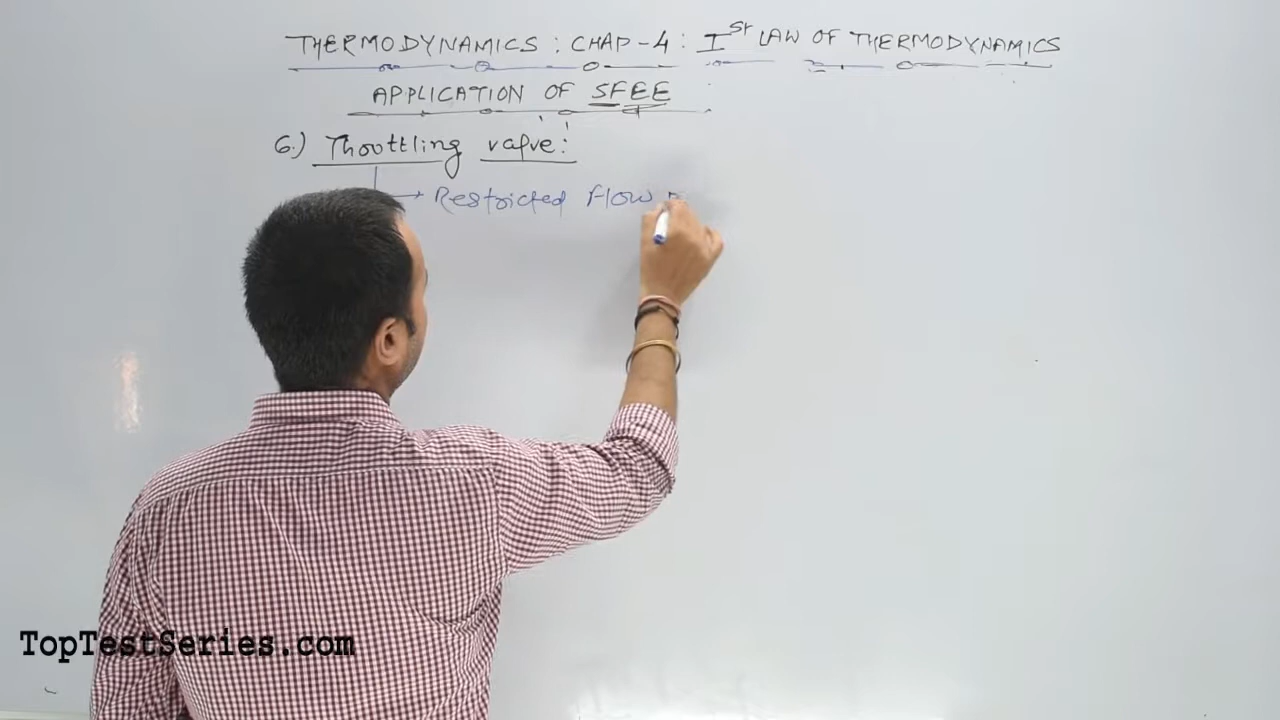 THERMODYNAMICS : CHAP-4 : Ist LAW OF THERMODYNAMICS
APPLICATION OF SFEE
6.) Throttling valve:
Restricted Flow
TopTestSeries.com